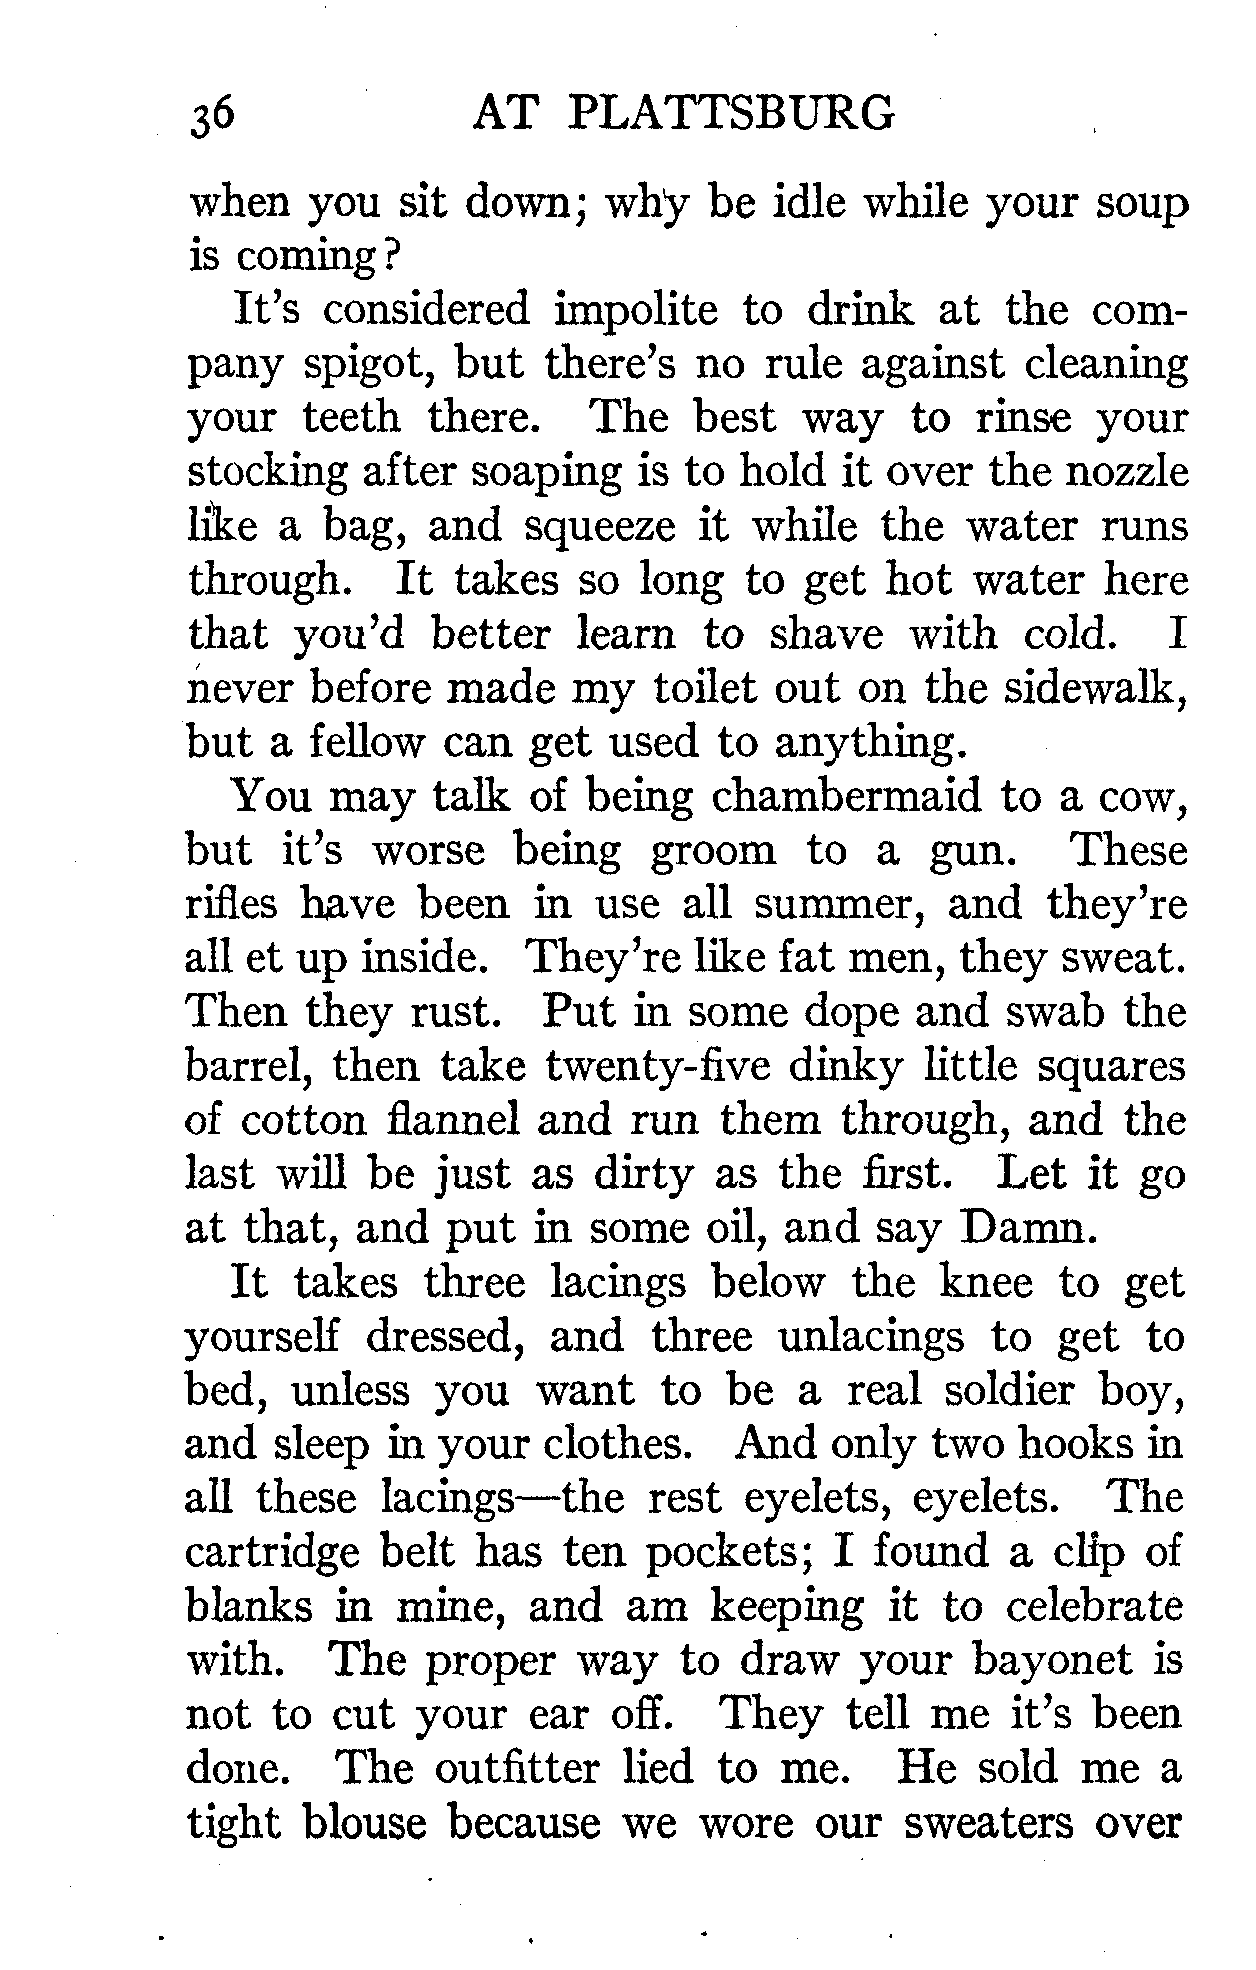 36 AT PLATTSBURG
when you sit down; why be idle while your soup
is coming?
It's considered impolite to drink at the com-
pany spigot, but there's no rule against cleaning
your teeth there. The best way to rinse your
stocking after soaping is to hold it over the nozzle
like a bag, and squeeze it while the water runs
through. It takes so long to get hot water here
that you'd better learn to shave with cold. I
never before made my toilet out on the sidewalk,
but a fellow can get used to anything.
You may talk of being chambermaid to a cow,
but it's worse being groom to a gun. These
rifles have been in use all summer, and they're
all et up inside. They're like fat men, they sweat.
Then they rust. Put in some dope and swab the
barrel, then take twenty-five dinky little squares
of cotton flannel and run them through, and the
last will be just as dirty as the first. Let it go
at that, and put in some oil, and say Damn.
It takes three lacings below the knee to get
yourself dressed, and three unlacings to get to
bed, unless you want to be a real soldier boy,
and sleep in your clothes. And only two hooks in
all these lacings—the rest eyelets, eyelets. The
cartridge belt has ten pockets; I found a clip of
blanks in mine, and am keeping it to celebrate
with. The proper way to draw your bayonet is
not to cut your ear off. They tell me it's been
done. The outfitter lied to me. He sold me a
tight blouse because we wore our sweaters over